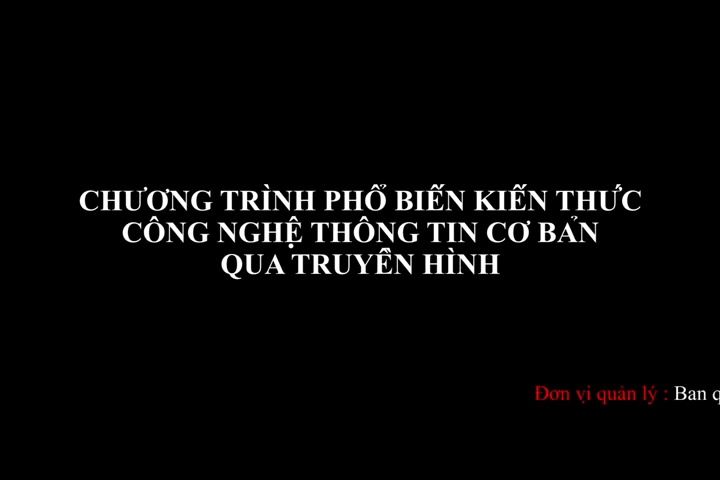 CHƯƠNG TRÌNH PHỔ BIẾN KIẾN THỨC
CÔNG NGHỆ THÔNG TIN CƠ BẢN
QUA TRUYỀN HÌNH
Đơn vị quản lý : Ban